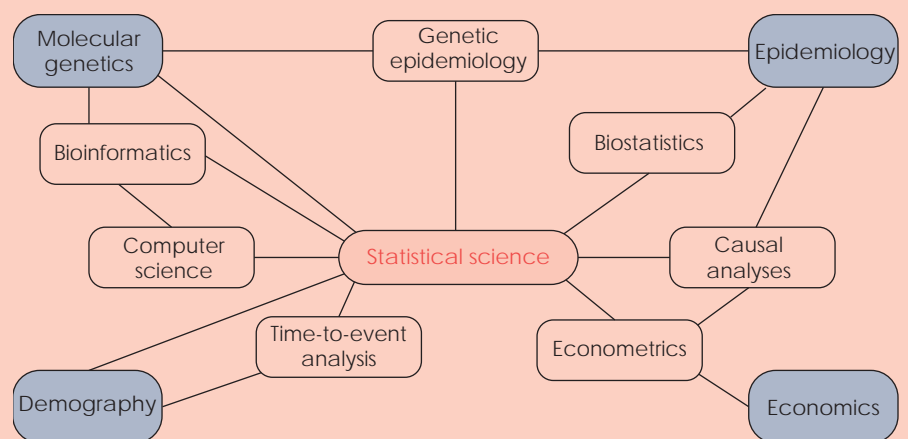 Molecular
genetics
Genetic
epidemiology
Epidemiology
Bioinformatics
Biostatistics
Computer
science
Statistical science
Causal
analyses
Time-to-event
analysis
Econometrics
Demography
Economics